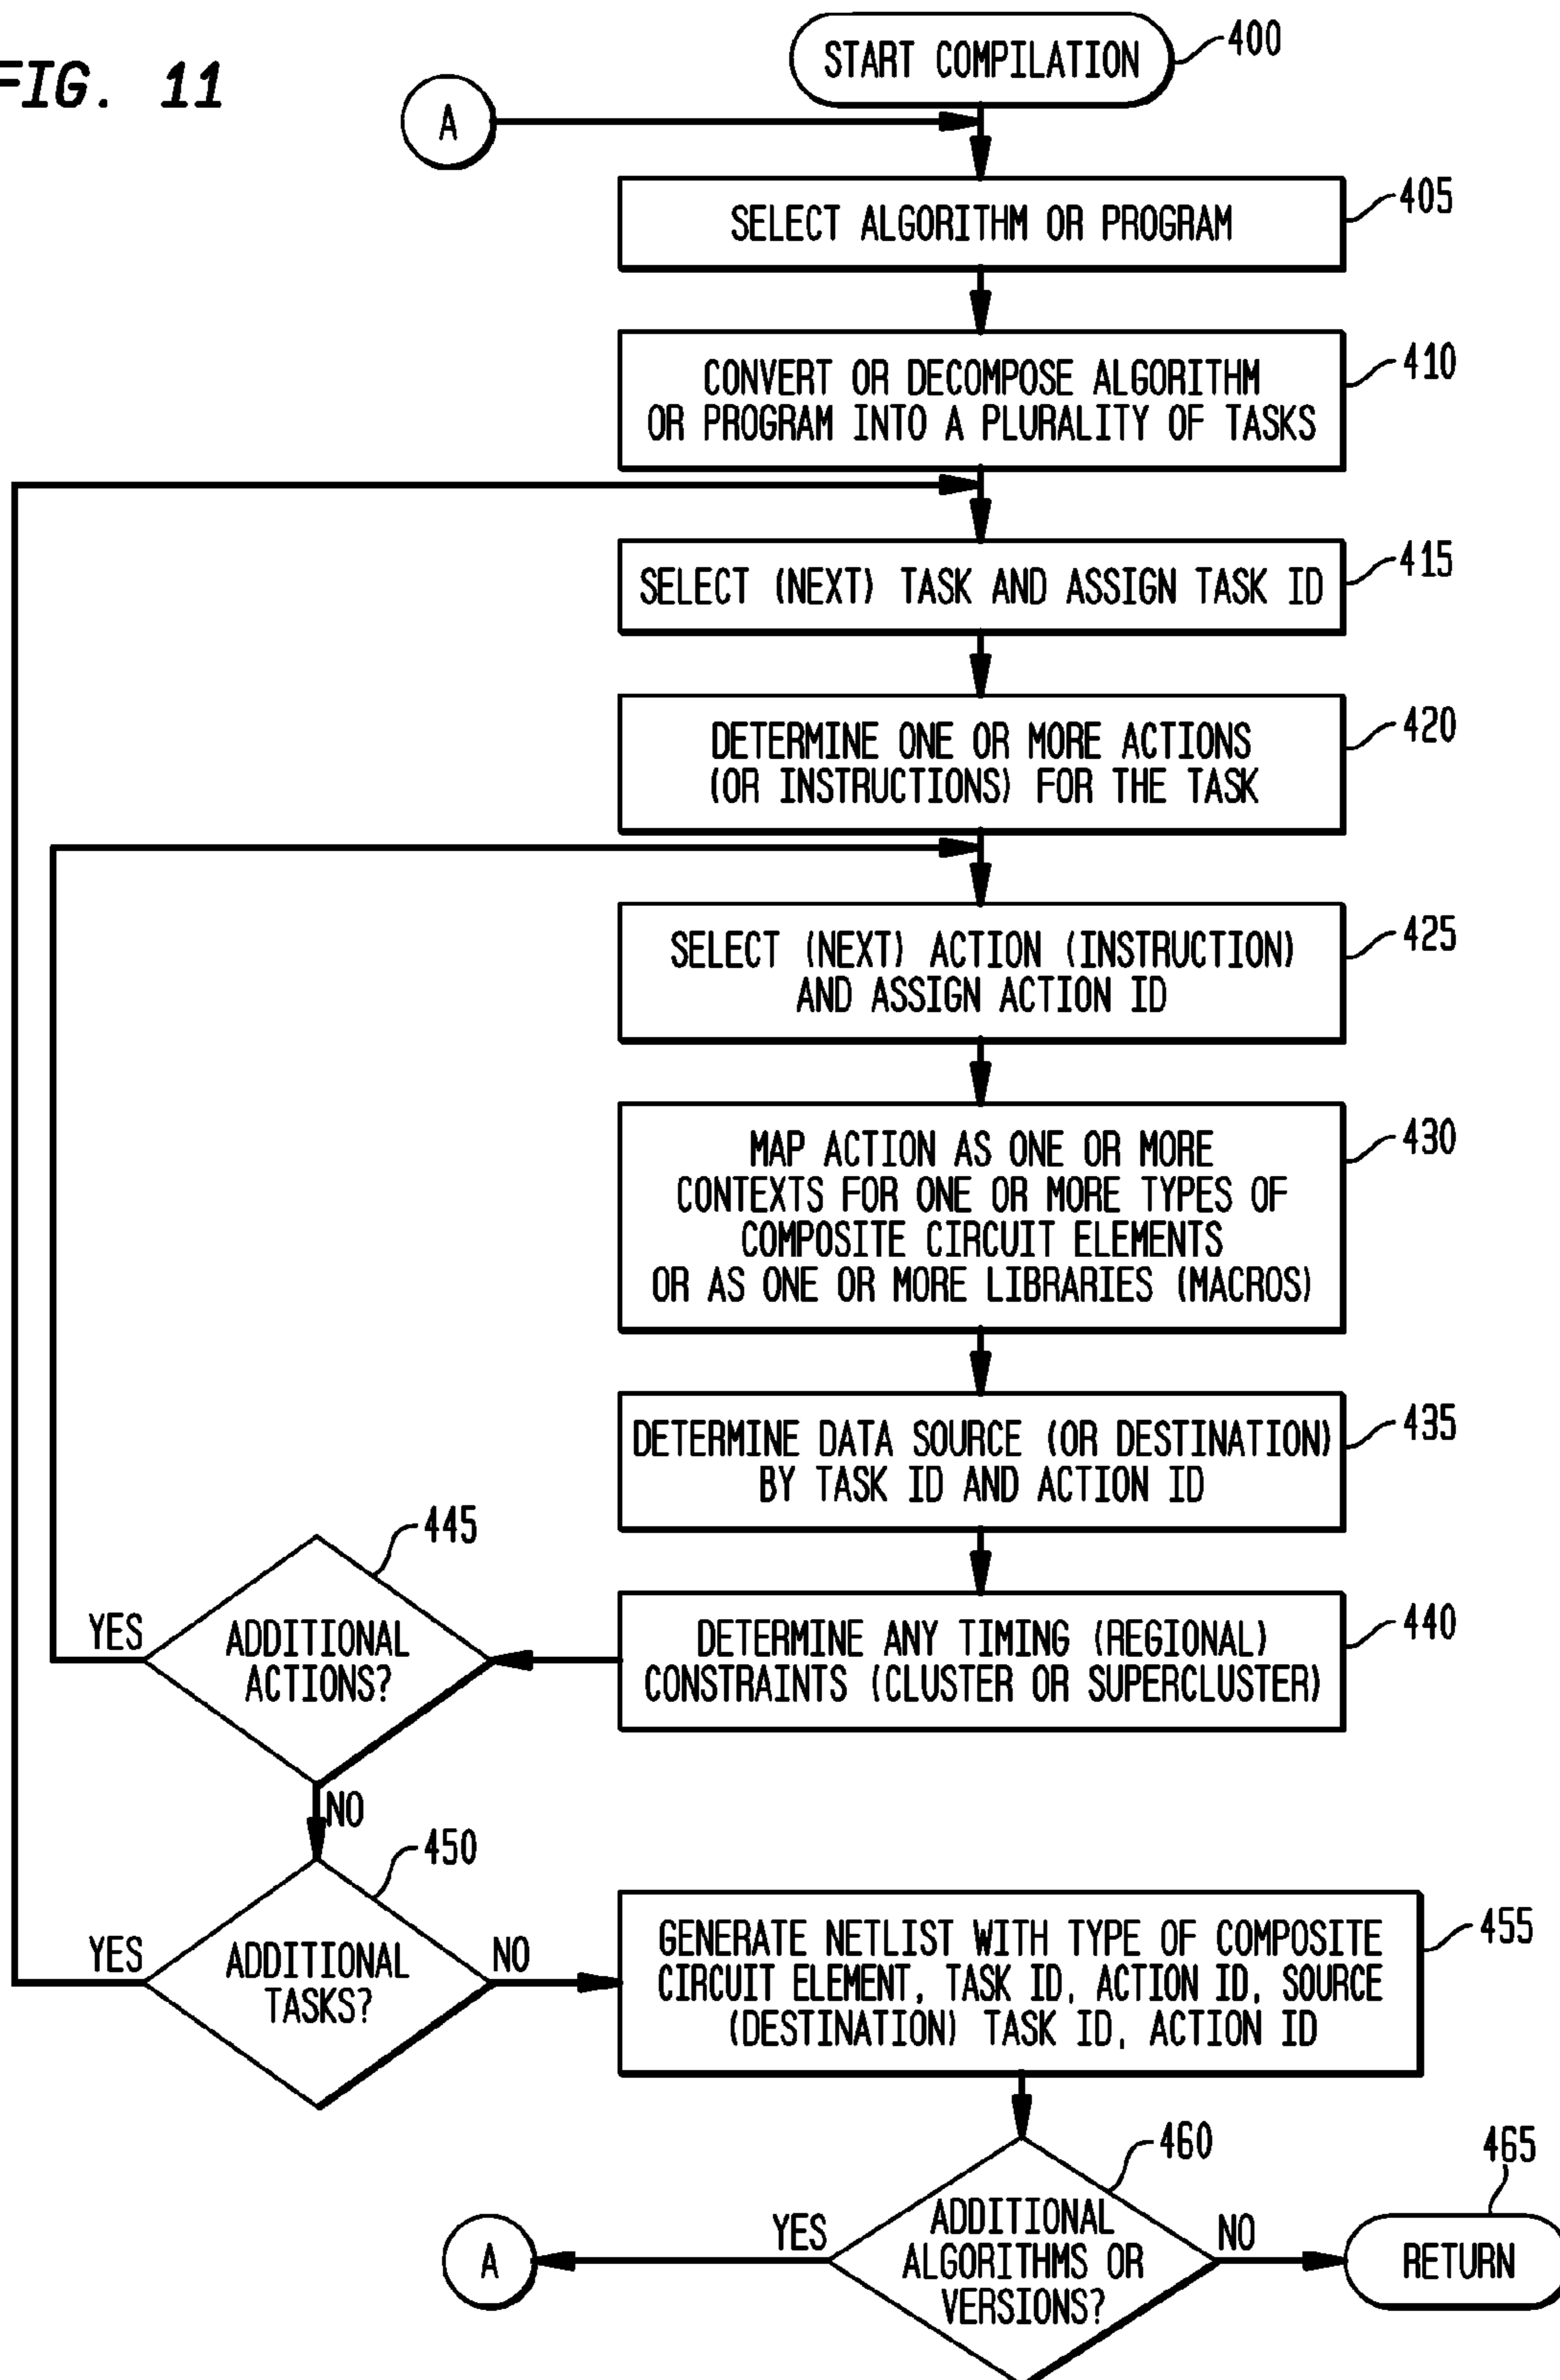 FIG. 11
START COMPILATION
400
A
SELECT ALGORITHM OR PROGRAM
405
CONVERT OR DECOMPOSE ALGORITHM
OR PROGRAM INTO A PLURALITY OF TASKS
410
SELECT (NEXT) TASK AND ASSIGN TASK ID
415
DETERMINE ONE OR MORE ACTIONS
(OR INSTRUCTIONS) FOR THE TASK
420
SELECT (NEXT) ACTION (INSTRUCTION)
AND ASSIGN ACTION ID
425
MAP ACTION AS ONE OR MORE
CONTEXTS FOR ONE OR MORE TYPES OF
COMPOSITE CIRCUIT ELEMENTS
OR AS ONE OR MORE LIBRARIES (MACROS)
430
DETERMINE DATA SOURCE (OR DESTINATION)
BY TASK ID AND ACTION ID
435
DETERMINE ANY TIMING (REGIONAL)
CONSTRAINTS (CLUSTER OR SUPERCLUSTER)
440
445
YES
ADDITIONAL
ACTIONS?
NO
450
YES
ADDITIONAL
TASKS?
NO
GENERATE NETLIST WITH TYPE OF COMPOSITE
CIRCUIT ELEMENT, TASK ID, ACTION ID, SOURCE
(DESTINATION) TASK ID, ACTION ID
455
460
ADDITIONAL
ALGORITHMS OR
VERSIONS?
YES
A
NO
465
RETURN